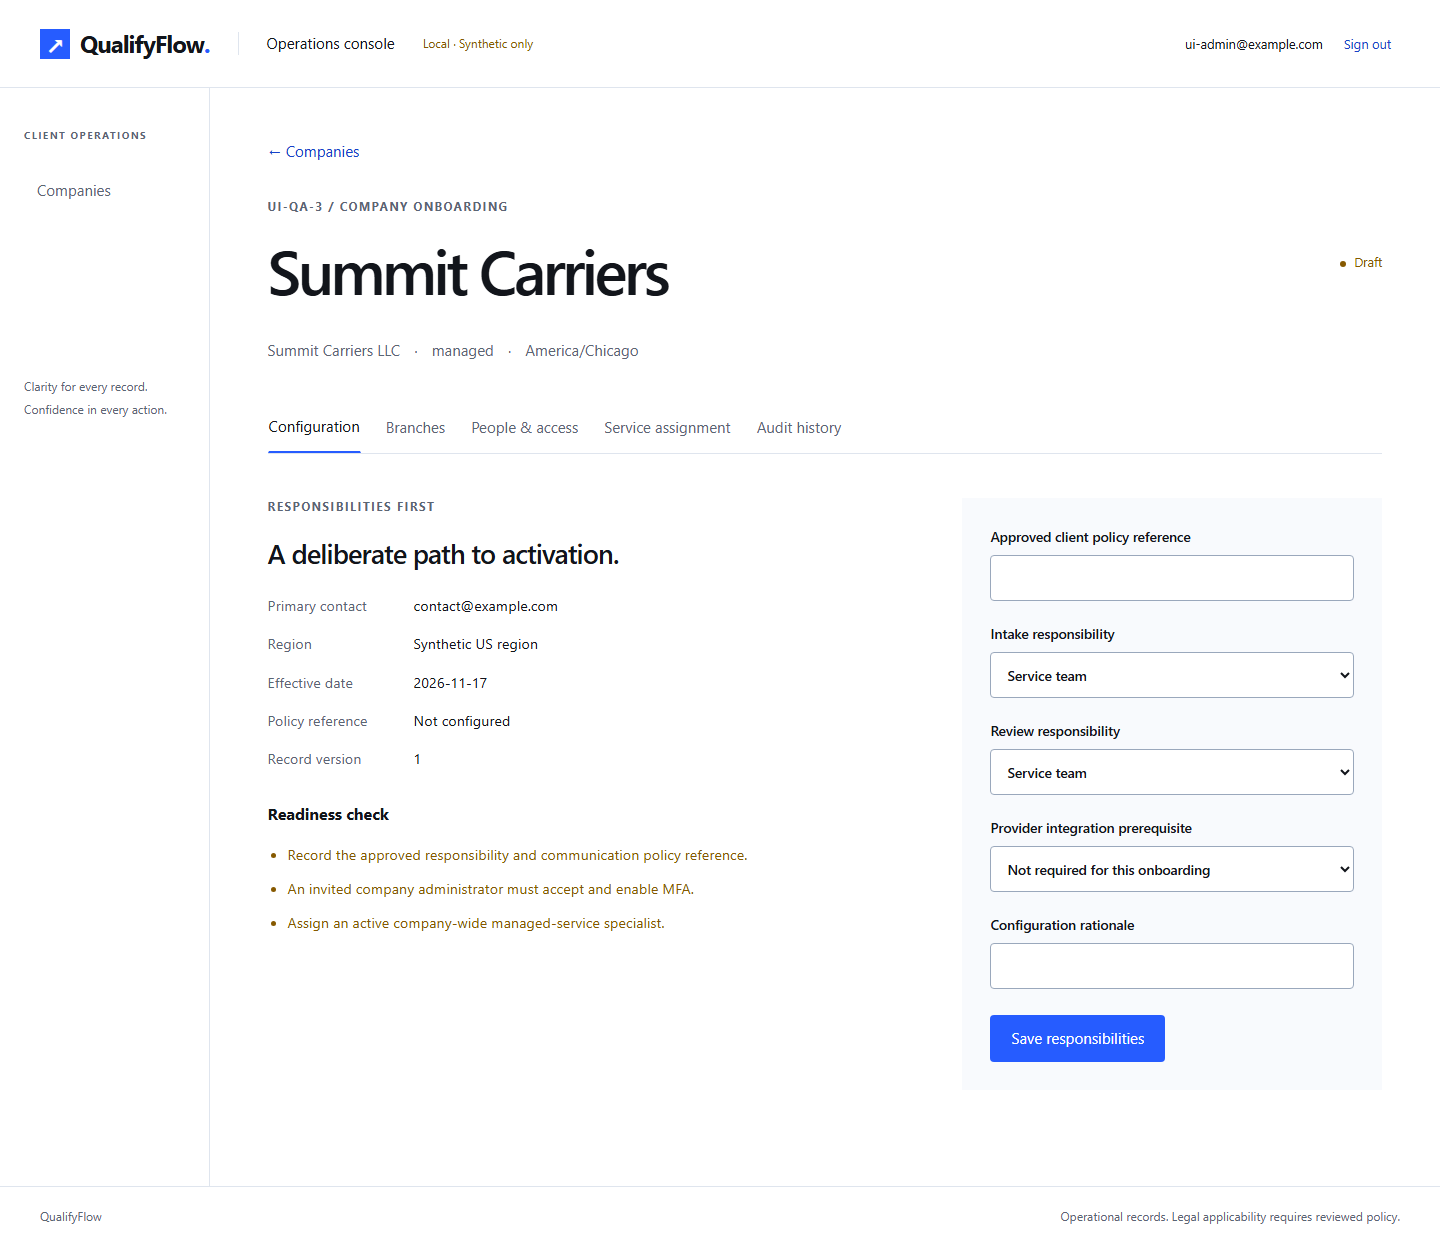 QualifyFlow.
Operations console
Local · Synthetic only
ui-admin@example.com
Sign out
CLIENT OPERATIONS
Companies
Clarity for every record.
Confidence in every action.
← Companies
UI-QA-3 / COMPANY ONBOARDING
Summit Carriers
Draft
Summit Carriers LLC · managed · America/Chicago
Configuration
Branches
People & access
Service assignment
Audit history
RESPONSIBILITIES FIRST
A deliberate path to activation.
Primary contact contact@example.com
Region Synthetic US region
Effective date 2026-11-17
Policy reference Not configured
Record version 1
Readiness check
• Record the approved responsibility and communication policy reference.
• An invited company administrator must accept and enable MFA.
• Assign an active company-wide managed-service specialist.
Approved client policy reference
Intake responsibility
Service team
Review responsibility
Service team
Provider integration prerequisite
Not required for this onboarding
Configuration rationale
Save responsibilities
QualifyFlow
Operational records. Legal applicability requires reviewed policy.